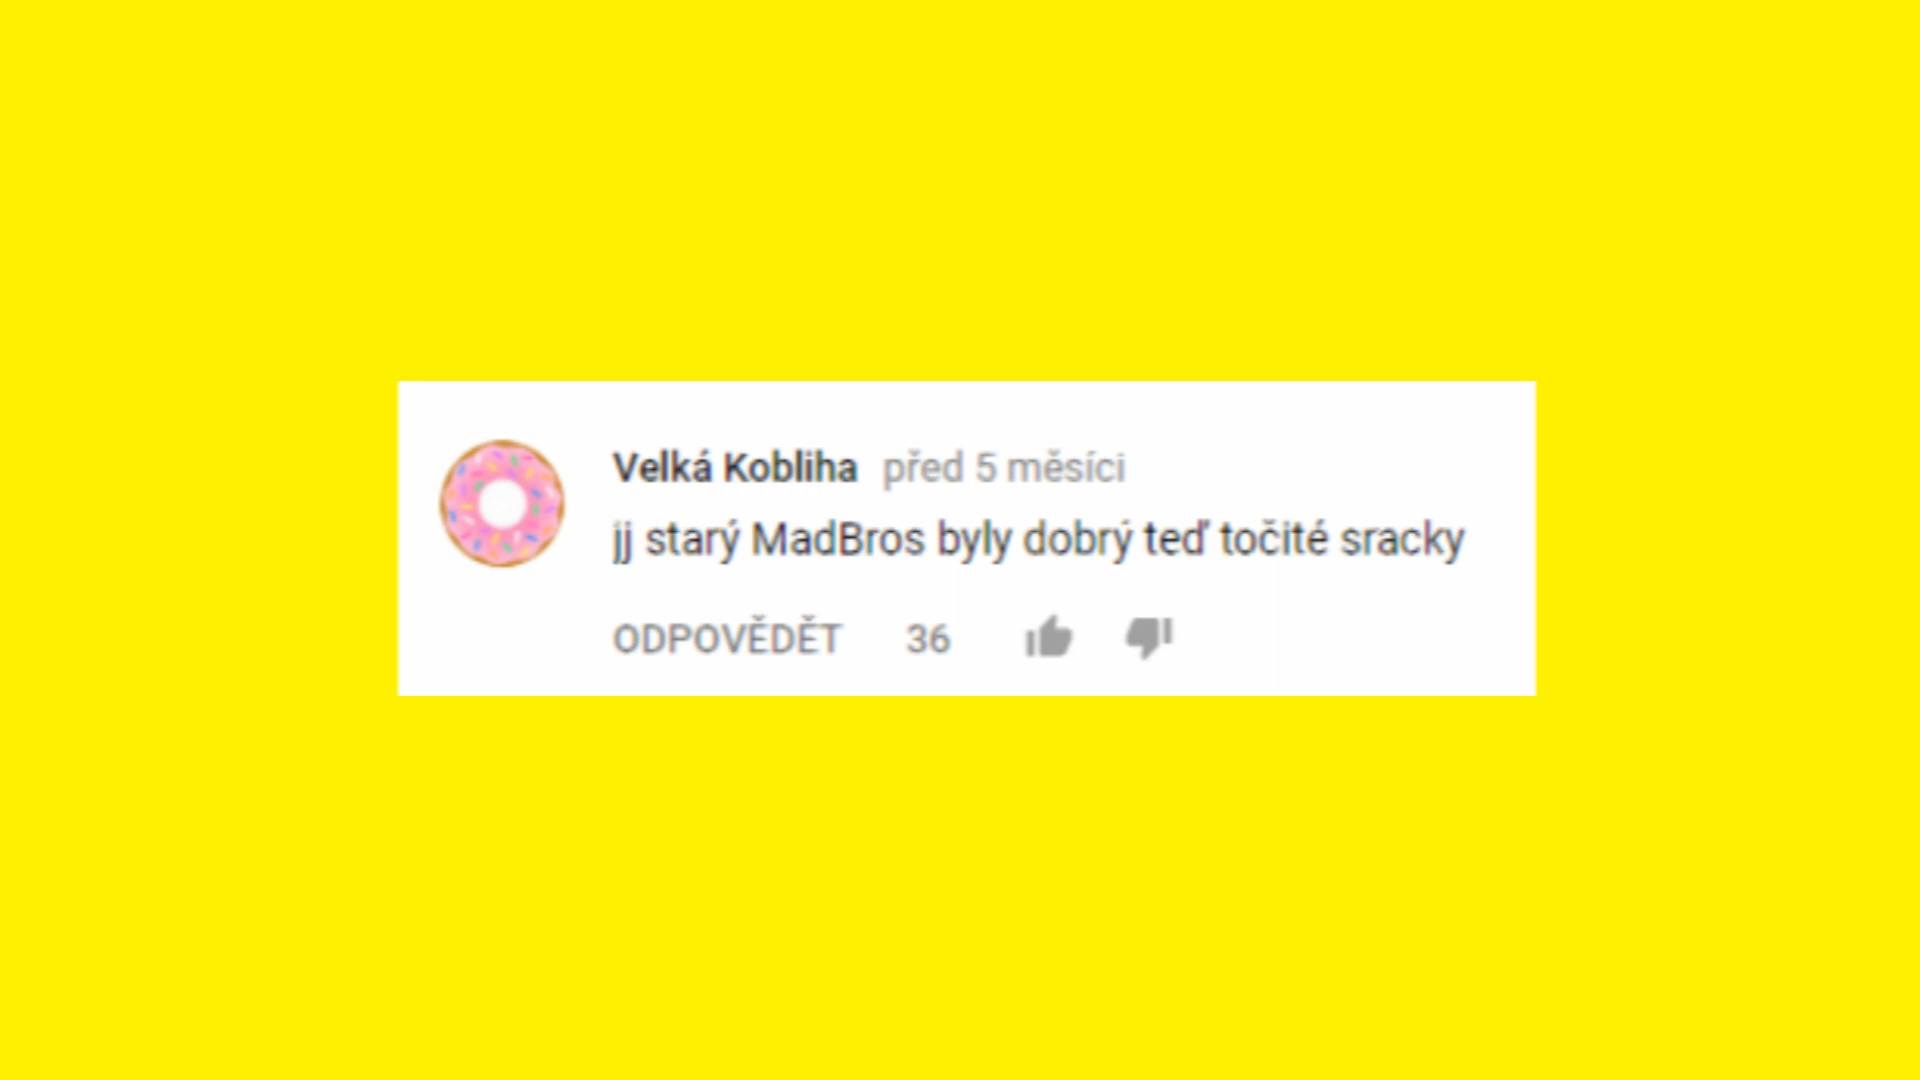 Velká Kobliha před 5 měsíci
jj starý MadBros byly dobrý teď točité sracky
ODPOVĚDĚT 36